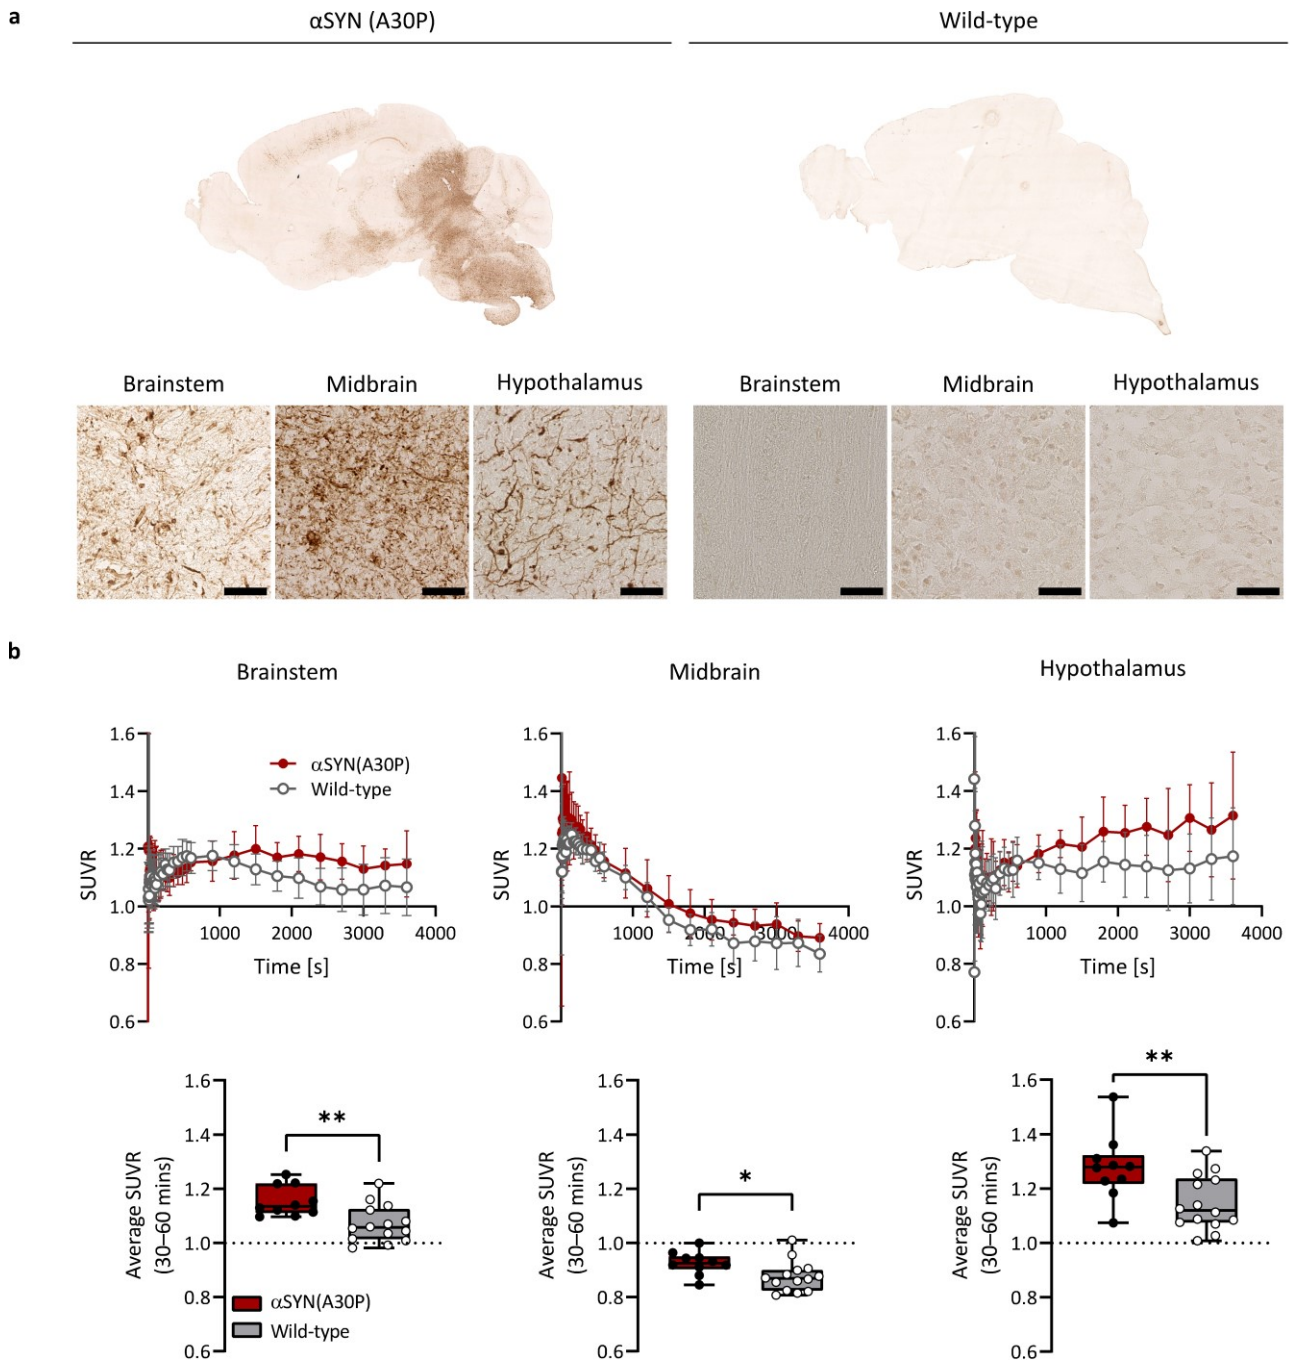 a
αSYN (A30P)
Wild-type
Brainstem
Midbrain
Hypothalamus
Brainstem
Midbrain
Hypothalamus
b
Brainstem
Midbrain
Hypothalamus
1.6
1.4
1.2
1.0
0.8
0.6
SUVR
αSYN(A30P)
Wild-type
1000
2000
3000
4000
Time [s]
1.6
1.4
1.2
1.0
0.8
0.6
SUVR
1000
2000
3000
4000
Time [s]
1.6
1.4
1.2
1.0
0.8
0.6
SUVR
1000
2000
3000
4000
Time [s]
1.6
1.4
1.2
1.0
0.8
0.6
Average SUVR
(30–60 mins)
**
αSYN(A30P)
Wild-type
1.6
1.4
1.2
1.0
0.8
0.6
Average SUVR
(30–60 mins)
*
1.6
1.4
1.2
1.0
0.8
0.6
Average SUVR
(30–60 mins)
**